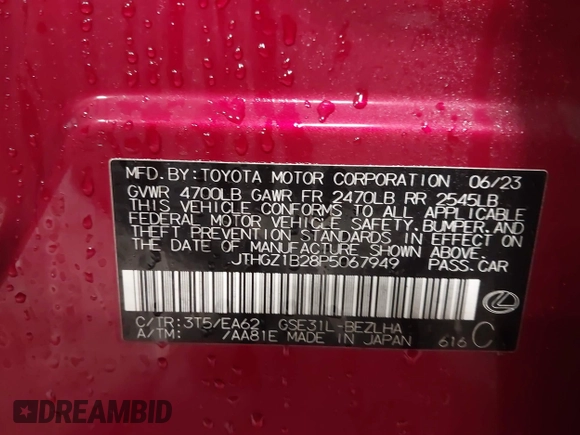 MFD.BY:TOYOTA MOTOR CORPORATION 06/23
GVWR 4700LB GAWR FR 2470LB RR 2545LB
THIS VEHICLE CONFORMS TO ALL APPLICABLE
FEDERAL MOTOR VEHICLE SAFETY,BUMPER,AND
THEFT PREVENTION STANDARDS IN EFFECT ON
THE DATE OF MANUFACTURE SHOWN ABOVE.
JTHGZ1B28P5067949 PASS.CAR
C/TR:3T5/EA62 GSE31L-BEZLHA
A/TM: /AA81E MADE IN JAPAN 616 C
DREAMBID